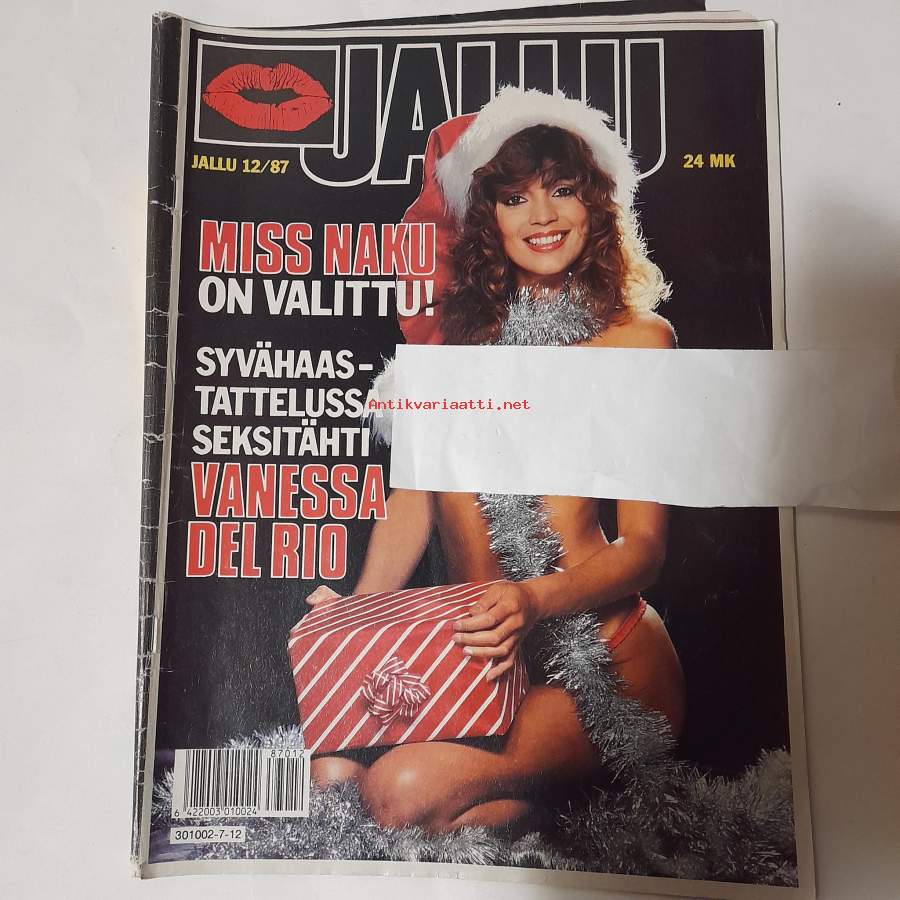 JALLU
JALLU 12/87
24 MK
MISS NAKU
ON VALITTU!
SYVÄHAAS-
TATTELUSSA
SEKSITÄHTI
VANESSA
DEL RIO
Antikvariaatti.net
87012
6 422003 010024
301002-7-12